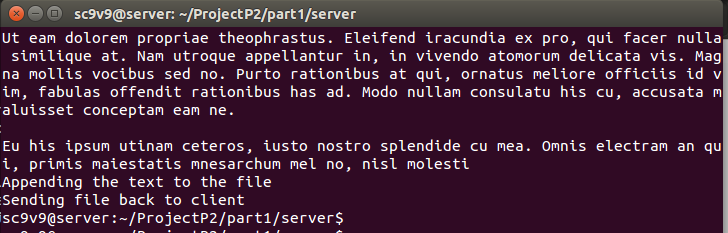 sc9v9@server: ~/ProjectP2/part1/server
Ut eam dolorem propriae theophrastus. Eleifend iracundia ex pro, qui facer nulla
 similique at. Nam utroque appellantur in, in vivendo atomorum delicata vis. Mag
na mollis vocibus sed no. Purto rationibus at qui, ornatus meliore officiis id v
im, fabulas offendit rationibus has ad. Modo nullam consulatu his cu, accusata m
aluisset conceptam eam ne.
Eu his ipsum utinam ceteros, iusto nostro splendide cu mea. Omnis electram an qu
i, primis maiestatis mnesarchum mel no, nisl molesti
Appending the text to the file
Sending file back to client
sc9v9@server:~/ProjectP2/part1/server$